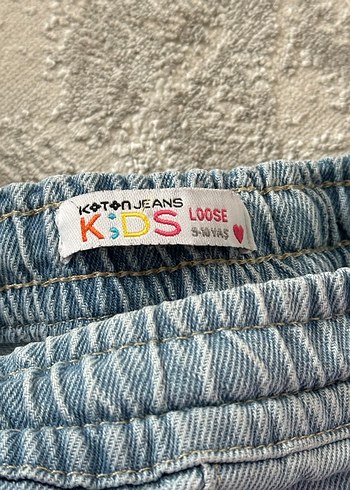 KOTON JEANS
KiDS LOOSE
9-10 YAŞ